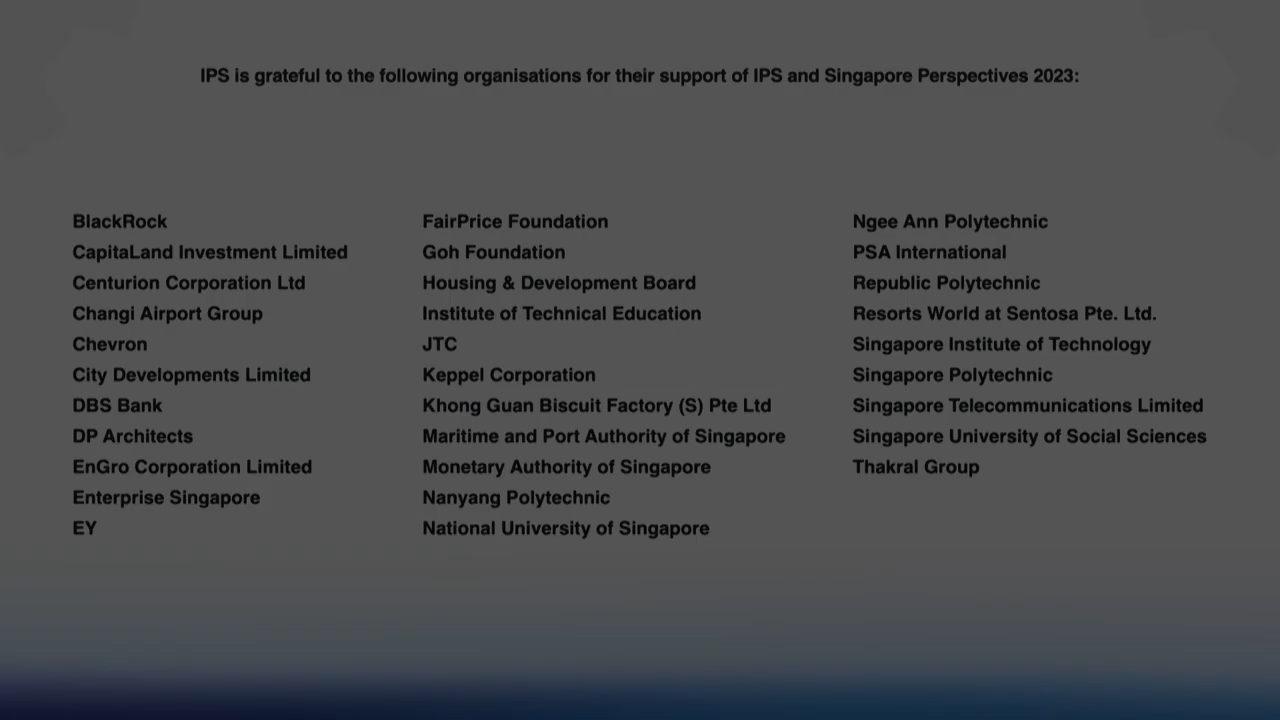 IPS is grateful to the following organisations for their support of IPS and Singapore Perspectives 2023:
BlackRock
CapitaLand Investment Limited
Centurion Corporation Ltd
Changi Airport Group
Chevron
City Developments Limited
DBS Bank
DP Architects
EnGro Corporation Limited
Enterprise Singapore
EY
FairPrice Foundation
Goh Foundation
Housing & Development Board
Institute of Technical Education
JTC
Keppel Corporation
Khong Guan Biscuit Factory (S) Pte Ltd
Maritime and Port Authority of Singapore
Monetary Authority of Singapore
Nanyang Polytechnic
National University of Singapore
Ngee Ann Polytechnic
PSA International
Republic Polytechnic
Resorts World at Sentosa Pte. Ltd.
Singapore Institute of Technology
Singapore Polytechnic
Singapore Telecommunications Limited
Singapore University of Social Sciences
Thakral Group